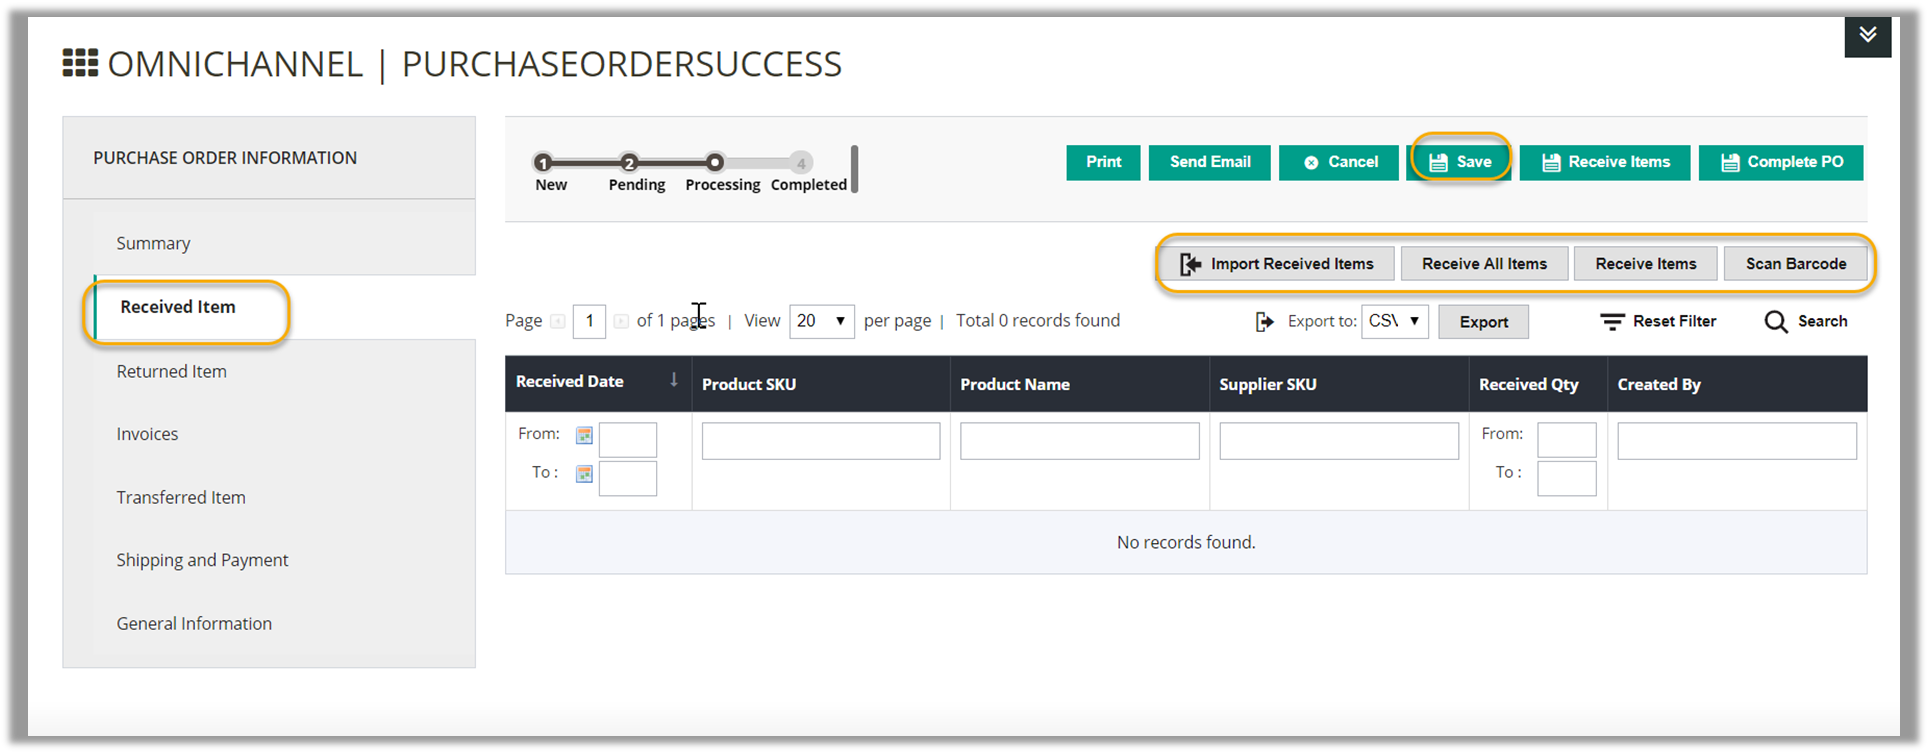 OMNICHANNEL | PURCHASEORDERSUCCESS
PURCHASE ORDER INFORMATION
Summary
Received Item
Returned Item
Invoices
Transferred Item
Shipping and Payment
General Information
1 2 4
New Pending Processing Completed
Print Send Email Cancel Save Receive Items Complete PO
Import Received Items Receive All Items Receive Items Scan Barcode
Page 1 of 1 pages | View 20 per page | Total 0 records found Export to: CSV Export Reset Filter Search
Received Date Product SKU Product Name Supplier SKU Received Qty Created By
From: From:
To : To :
No records found.